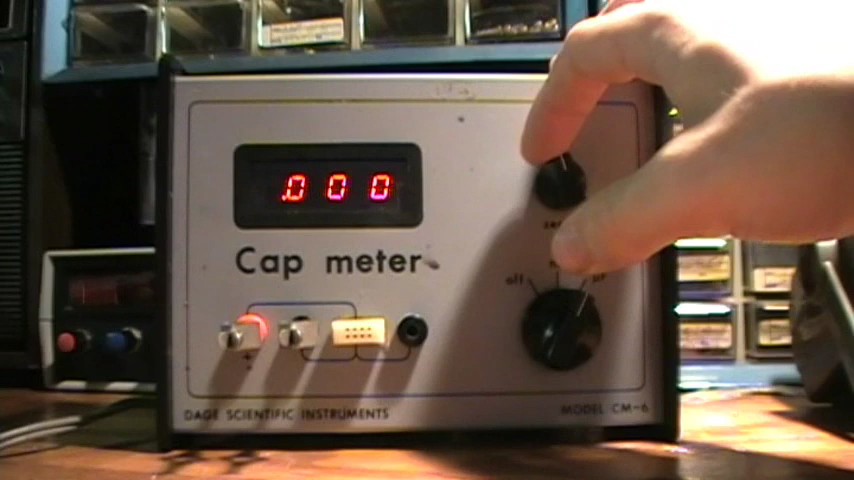 .000
Cap meter
off
+
DAGE SCIENTIFIC INSTRUMENTS
MODEL CM-6